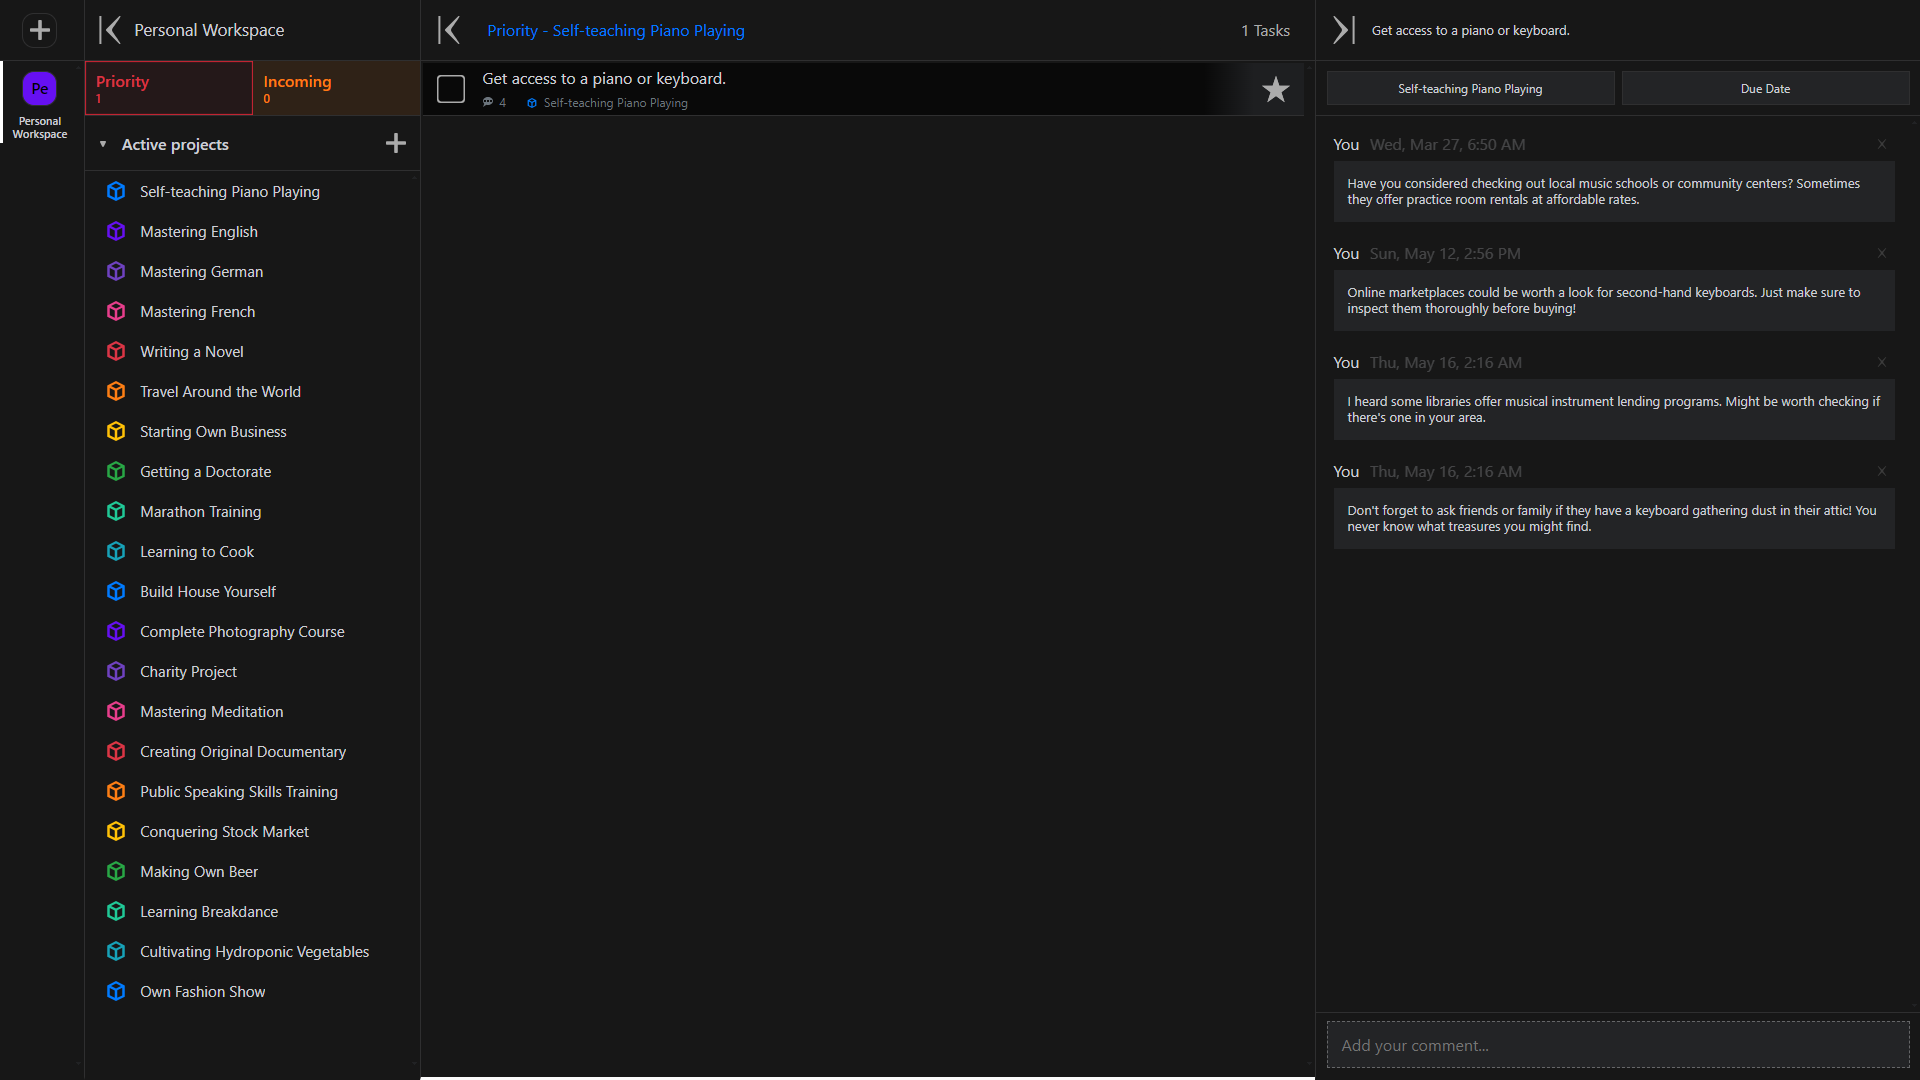 Pe
Personal
Workspace
Personal Workspace
Priority
1
Incoming
0
Active projects
Self-teaching Piano Playing
Mastering English
Mastering German
Mastering French
Writing a Novel
Travel Around the World
Starting Own Business
Getting a Doctorate
Marathon Training
Learning to Cook
Build House Yourself
Complete Photography Course
Charity Project
Mastering Meditation
Creating Original Documentary
Public Speaking Skills Training
Conquering Stock Market
Making Own Beer
Learning Breakdance
Cultivating Hydroponic Vegetables
Own Fashion Show
Priority - Self-teaching Piano Playing
1 Tasks
Get access to a piano or keyboard.
4
Self-teaching Piano Playing
Get access to a piano or keyboard.
Self-teaching Piano Playing
Due Date
You Wed, Mar 27, 6:50 AM
Have you considered checking out local music schools or community centers? Sometimes
they offer practice room rentals at affordable rates.
You Sun, May 12, 2:56 PM
Online marketplaces could be worth a look for second-hand keyboards. Just make sure to
inspect them thoroughly before buying!
You Thu, May 16, 2:16 AM
I heard some libraries offer musical instrument lending programs. Might be worth checking if
there's one in your area.
You Thu, May 16, 2:16 AM
Don't forget to ask friends or family if they have a keyboard gathering dust in their attic! You
never know what treasures you might find.
Add your comment...